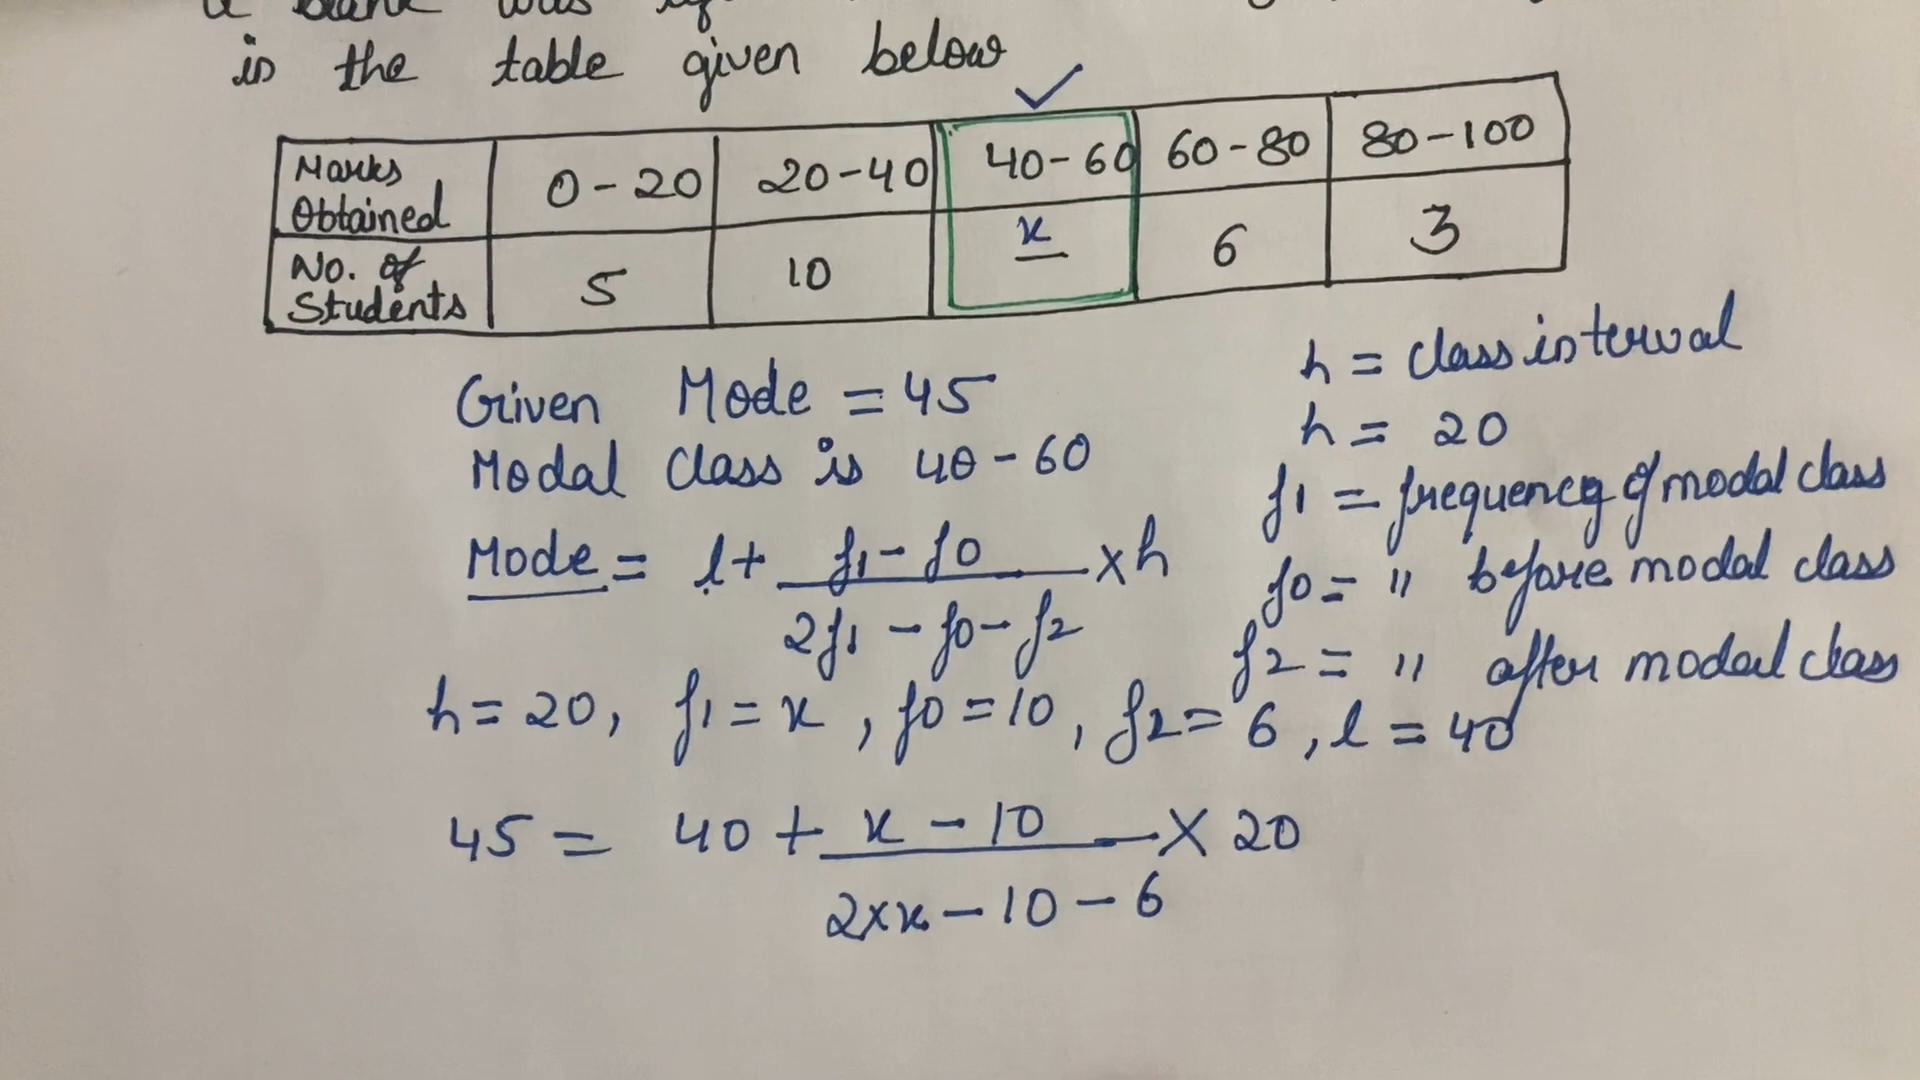 is the table given below
Marks Obtained 0-20 20-40 40-60 60-80 80-100
No. of Students 5 10 x 6 3
Given Mode = 45
Modal Class is 40-60
Mode = l + f1 - f0 / 2f1 - f0 - f2 × h
h = class interval
h = 20
f1 = frequency of modal class
f0 = " before modal class
f2 = " after modal class
h = 20, f1 = x, f0 = 10, f2 = 6, l = 40
45 = 40 + x - 10 / 2×x - 10 - 6 × 20